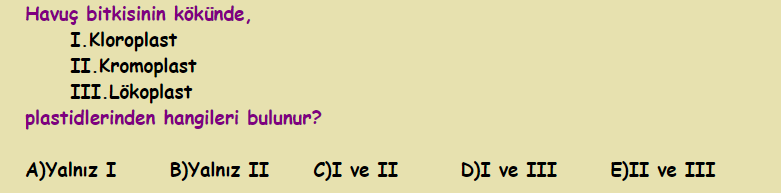 Havuç bitkisinin kökünde,
I.Kloroplast
II.Kromoplast
III.Lökoplast
plastidlerinden hangileri bulunur?
A)Yalnız I B)Yalnız II C)I ve II D)I ve III E)II ve III